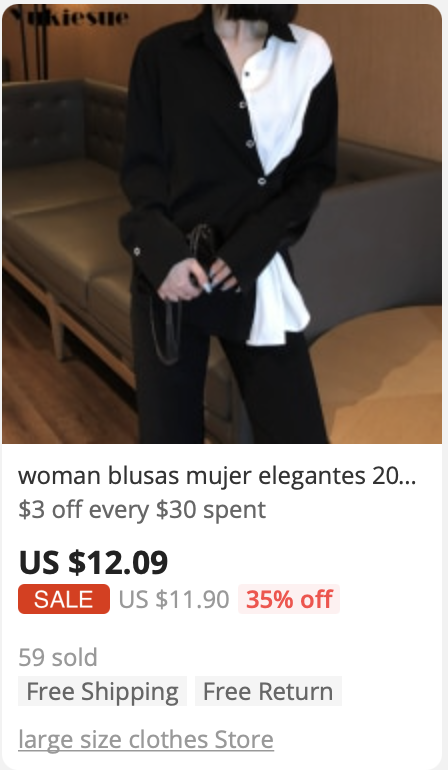 Yukiesue
woman blusas mujer elegantes 20...
$3 off every $30 spent
US $12.09
SALE US $11.90 35% off
59 sold
Free Shipping Free Return
large size clothes Store